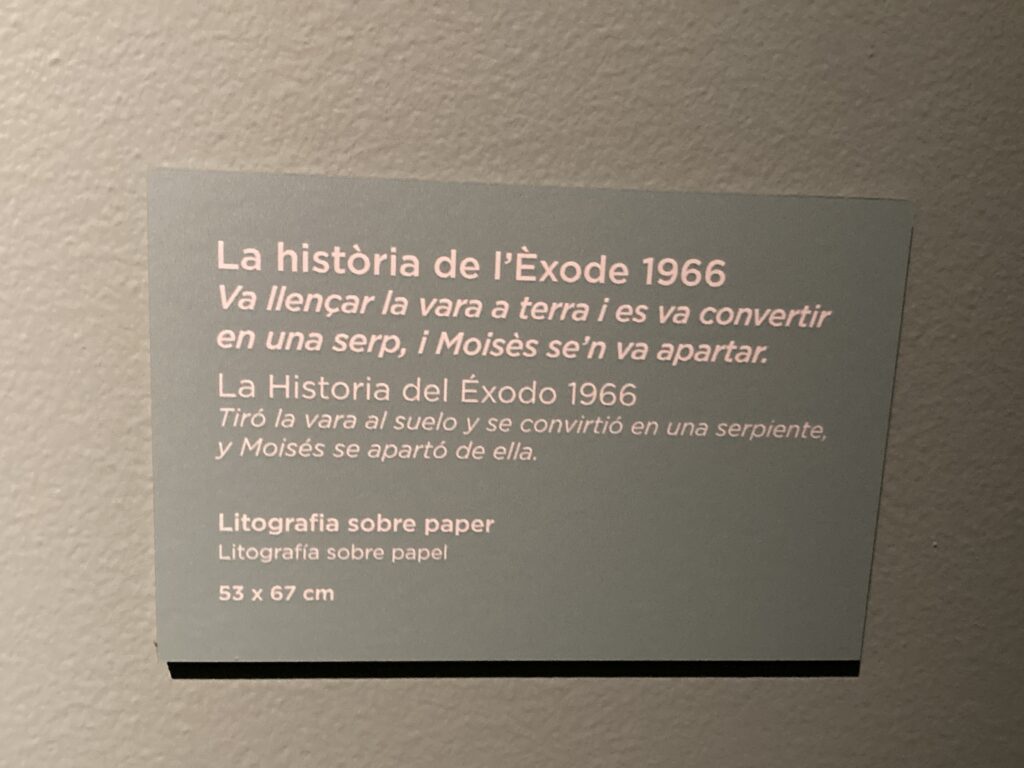 La història de l’Èxode 1966
Va llençar la vara a terra i es va convertir
en una serp, i Moisès se’n va apartar.
La Historia del Éxodo 1966
Tiró la vara al suelo y se convirtió en una serpiente,
y Moisés se apartó de ella.
Litografia sobre paper
Litografía sobre papel
53 x 67 cm